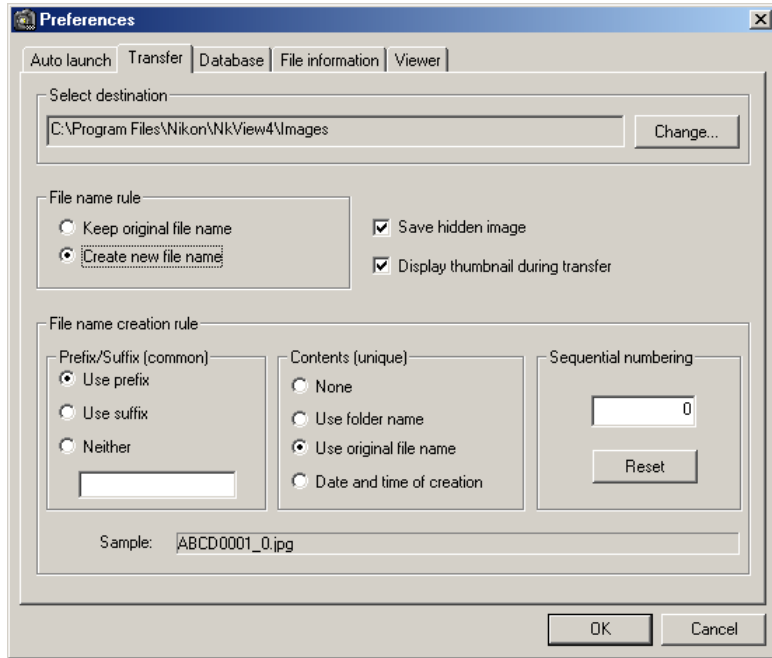 Preferences
Auto launch Transfer Database File information Viewer
Select destination
C:\Program Files\Nikon\NkView4\Images
Change...
File name rule
Keep original file name
Create new file name
Save hidden image
Display thumbnail during transfer
File name creation rule
Prefix/Suffix (common)
Use prefix
Use suffix
Neither
Contents (unique)
None
Use folder name
Use original file name
Date and time of creation
Sequential numbering
0
Reset
Sample: ABCD0001_0.jpg
OK Cancel